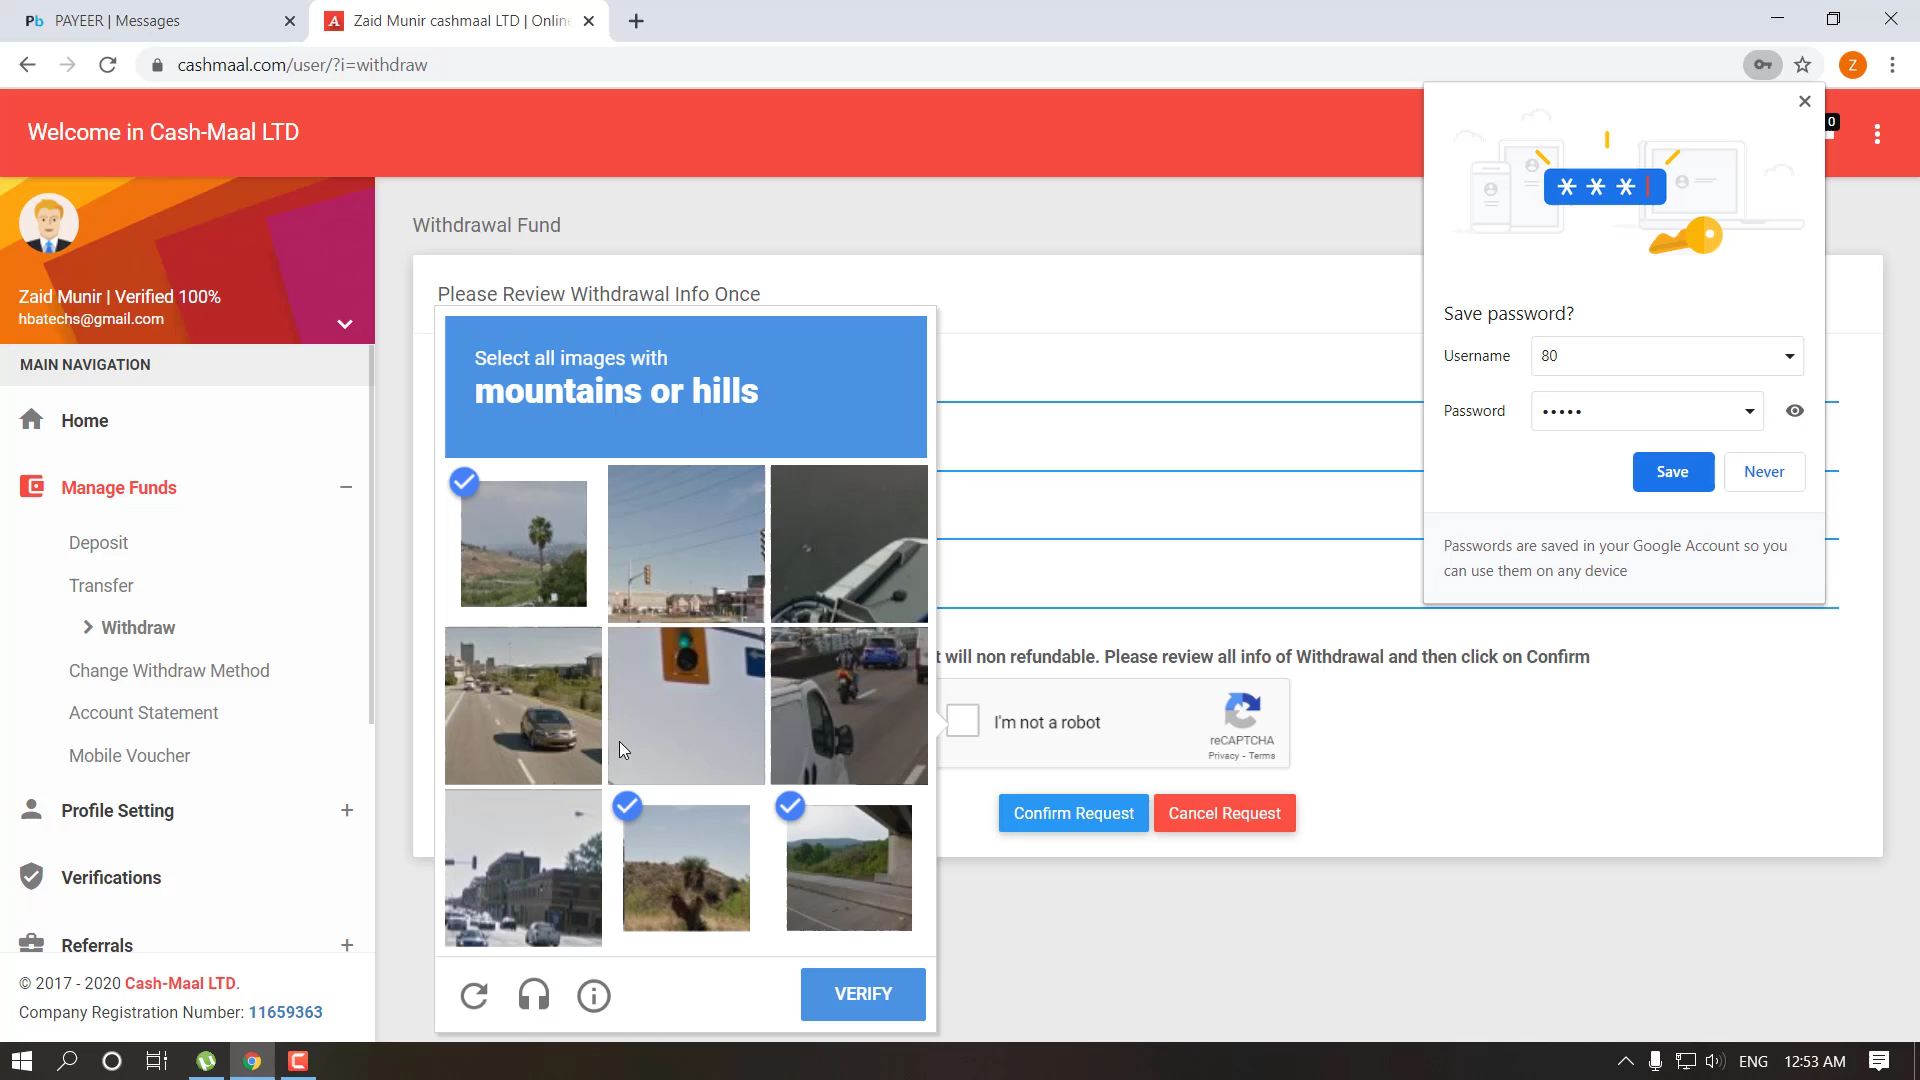 Pb PAYEER | Messages
A Zaid Munir cashmaal LTD | Online
cashmaal.com/user/?i=withdraw
Z
Welcome in Cash-Maal LTD
0
Zaid Munir | Verified 100%
hbatechs@gmail.com
MAIN NAVIGATION
Home
Manage Funds
Deposit
Transfer
Withdraw
Change Withdraw Method
Account Statement
Mobile Voucher
Profile Setting
Verifications
Referrals
© 2017 - 2020 Cash-Maal LTD.
Company Registration Number: 11659363
Withdrawal Fund
Please Review Withdrawal Info Once
Select all images with
mountains or hills
VERIFY
t will non refundable. Please review all info of Withdrawal and then click on Confirm
I'm not a robot
reCAPTCHA
Privacy - Terms
Confirm Request
Cancel Request
* * *
Save password?
Username 80
Password •••••
Save
Never
Passwords are saved in your Google Account so you
can use them on any device
ENG 12:53 AM